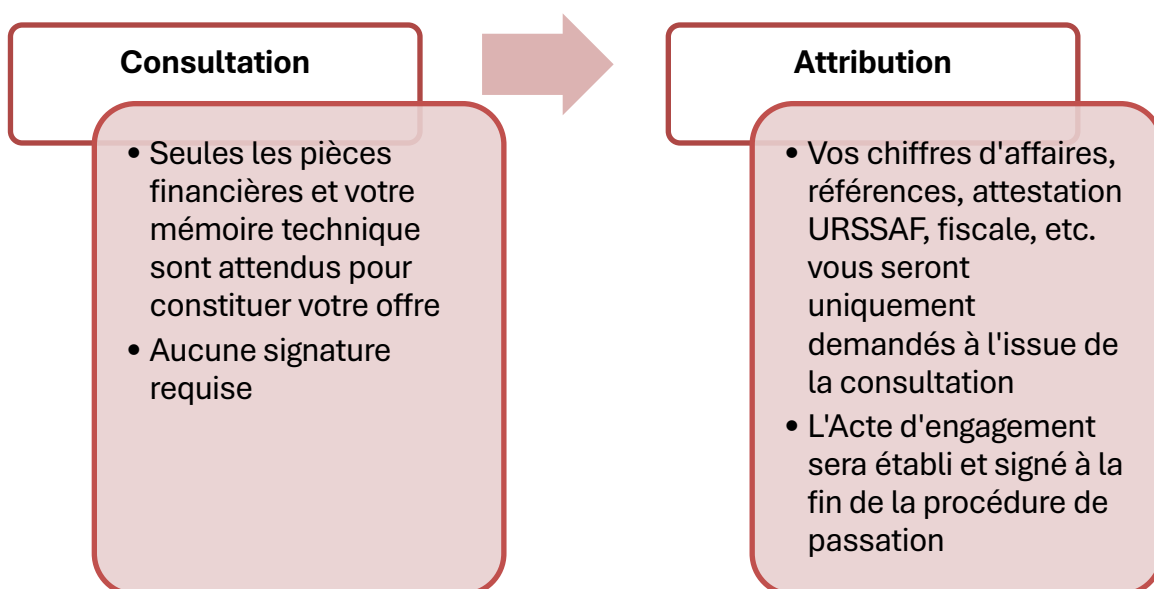 Consultation
• Seules les pièces
financières et votre
mémoire technique
sont attendus pour
constituer votre offre
• Aucune signature
requise
Attribution
• Vos chiffres d'affaires,
références, attestation
URSSAF, fiscale, etc.
vous seront
uniquement
demandés à l'issue de
la consultation
• L'Acte d'engagement
sera établi et signé à la
fin de la procédure de
passation